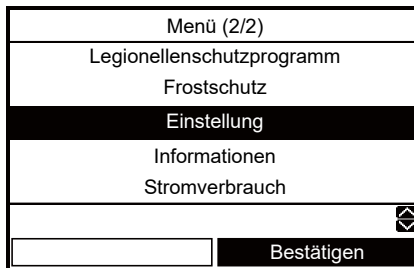 Menü (2/2)
Legionellenschutzprogramm
Frostschutz
Einstellung
Informationen
Stromverbrauch
Bestätigen